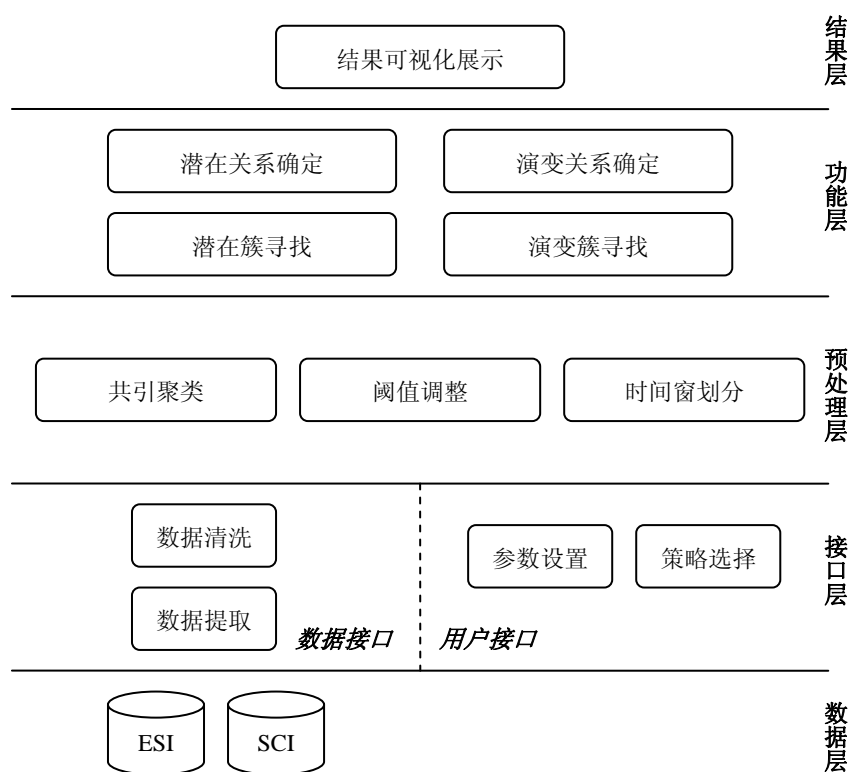 结果可视化展示
结果层
潜在关系确定
演变关系确定
潜在簇寻找
演变簇寻找
功能层
共引聚类
阈值调整
时间窗划分
预处理层
数据清洗
数据提取
数据接口
参数设置
策略选择
用户接口
接口层
ESI
SCI
数据层